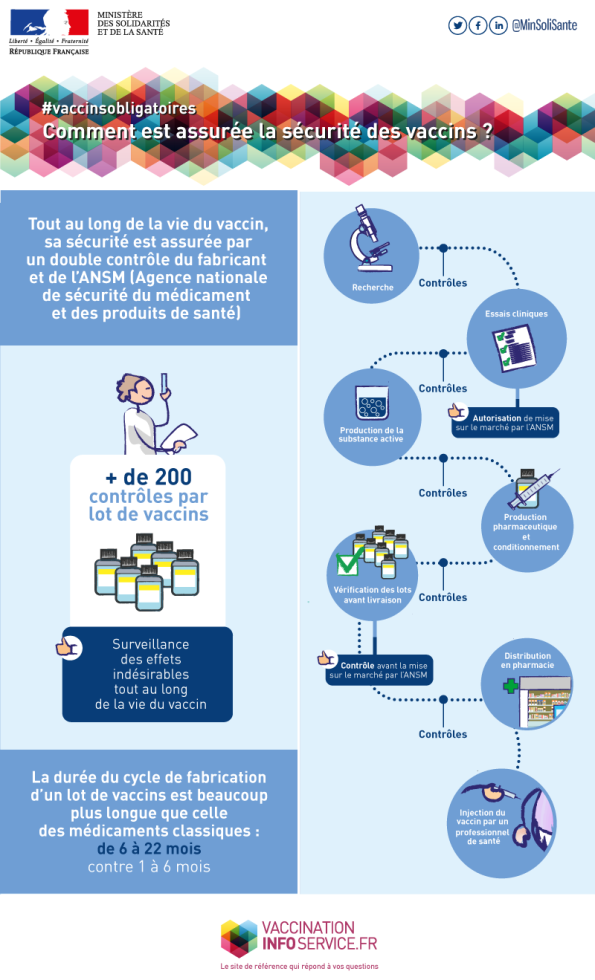 MINISTÈRE
DES SOLIDARITÉS
ET DE LA SANTÉ
Liberté • Égalité • Fraternité
RÉPUBLIQUE FRANÇAISE
@MinSoliSante
#vaccinsobligatoires
Comment est assurée la sécurité des vaccins ?
Tout au long de la vie du vaccin,
sa sécurité est assurée par
un double contrôle du fabricant
et de l'ANSM (Agence nationale
de sécurité du médicament
et des produits de santé)
+ de 200
contrôles par
lot de vaccins
Surveillance
des effets
indésirables
tout au long
de la vie du vaccin
La durée du cycle de fabrication
d'un lot de vaccins est beaucoup
plus longue que celle
des médicaments classiques :
de 6 à 22 mois
contre 1 à 6 mois
Recherche
Contrôles
Essais cliniques
Contrôles
Autorisation de mise
sur le marché par l'ANSM
Production de la
substance active
Contrôles
Production
pharmaceutique
et
conditionnement
Vérification des lots
avant livraison
Contrôles
Contrôle avant la mise
sur le marché par l'ANSM
Distribution
en pharmacie
Contrôles
Injection du
vaccin par un
professionnel
de santé
VACCINATION
INFOSERVICE.FR
Le site de référence qui répond à vos questions